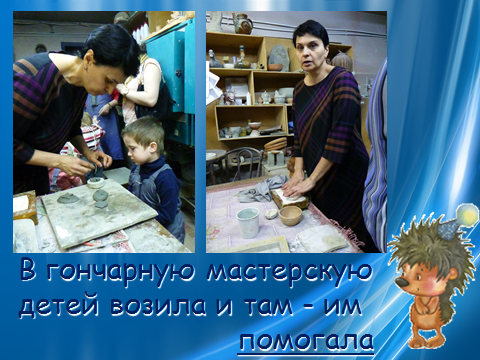 В гончарную мастерскую
детей возила и там - им
помогала